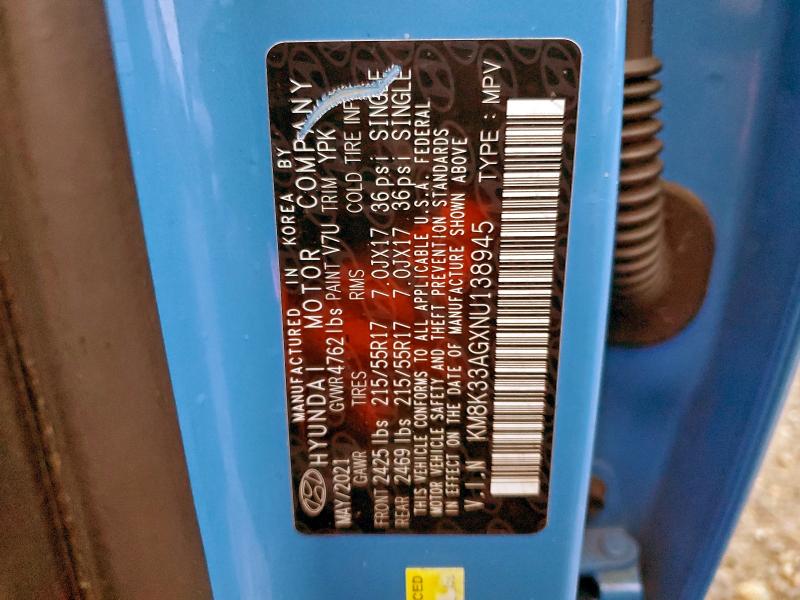 MANUFACTURED IN KOREA BY
HYUNDAI MOTOR COMPANY
MAY/2021 GVWR 4762 lbs PAINT V7U TRIM YPK
GAWR TIRES RIMS COLD TIRE INF
FRONT 2425 lbs 215/55R17 7.0JX17 36psi SINGLE
REAR 2469 lbs 215/55R17 7.0JX17 36psi SINGLE
THIS VEHICLE CONFORMS TO ALL APPLICABLE U.S.A. FEDERAL
MOTOR VEHICLE SAFETY AND THEFT PREVENTION STANDARDS
IN EFFECT ON THE DATE OF MANUFACTURE SHOWN ABOVE
V.I.N KM8K33AGXNU138945 TYPE : MPV